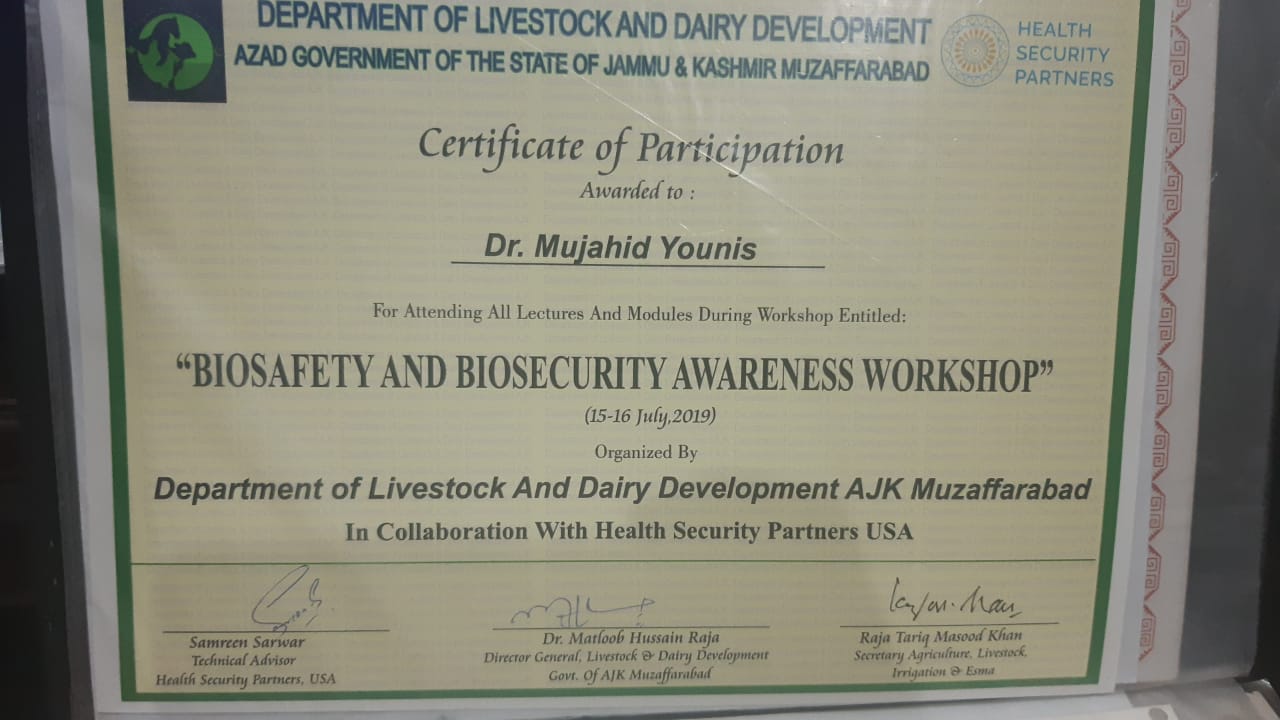 DEPARTMENT OF LIVESTOCK AND DAIRY DEVELOPMENT
AZAD GOVERNMENT OF THE STATE OF JAMMU & KASHMIR MUZAFFARABAD
HEALTH
SECURITY
PARTNERS
Certificate of Participation
Awarded to :
Dr. Mujahid Younis
For Attending All Lectures And Modules During Workshop Entitled:
“BIOSAFETY AND BIOSECURITY AWARENESS WORKSHOP”
(15-16 July,2019)
Organized By
Department of Livestock And Dairy Development AJK Muzaffarabad
In Collaboration With Health Security Partners USA
Samreen Sarwar
Technical Advisor
Health Security Partners, USA
Dr. Matloob Hussain Raja
Director General, Livestock & Dairy Development
Govt. Of AJK Muzaffarabad
Raja Tariq Masood Khan
Secretary Agriculture, Livestock,
Irrigation & Esma